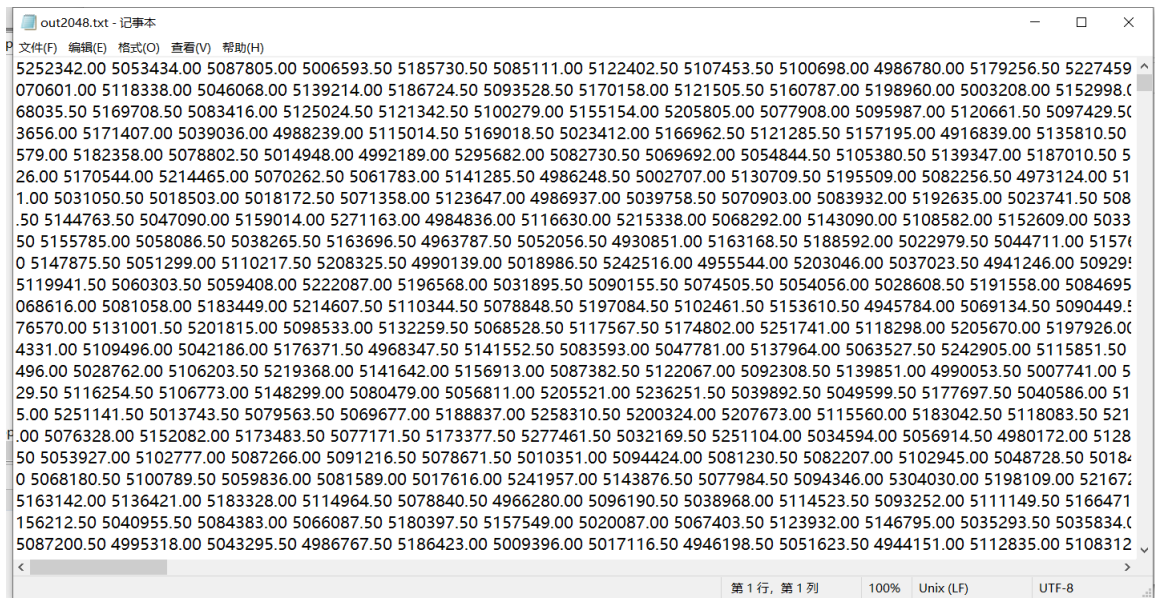 out2048.txt - 记事本
文件(F) 编辑(E) 格式(O) 查看(V) 帮助(H)
5252342.00 5053434.00 5087805.00 5006593.50 5185730.50 5085111.00 5122402.50 5107453.50 5100698.00 4986780.00 5179256.50 5227459
070601.00 5118338.00 5046068.00 5139214.00 5186724.50 5093528.50 5170158.00 5121505.50 5160787.00 5198960.00 5003208.00 5152998.0
68035.50 5169708.50 5083416.00 5125024.50 5121342.50 5100279.00 5155154.00 5205805.00 5077908.00 5095987.00 5120661.50 5097429.50
3656.00 5171407.00 5039036.00 4988239.00 5115014.50 5169018.50 5023412.00 5166962.50 5121285.50 5157195.00 4916839.00 5135810.50
579.00 5182358.00 5078802.50 5014948.00 4992189.00 5295682.00 5082730.50 5069692.00 5054844.50 5105380.50 5139347.00 5187010.50 5
26.00 5170544.00 5214465.00 5070262.50 5061783.00 5141285.50 4986248.50 5002707.00 5130709.50 5195509.00 5082256.50 4973124.00 51
1.00 5031050.50 5018503.00 5018172.50 5071358.00 5123647.00 4986937.00 5039758.50 5070903.00 5083932.00 5192635.00 5023741.50 508
.50 5144763.50 5047090.00 5159014.00 5271163.00 4984836.00 5116630.00 5215338.00 5068292.00 5143090.00 5108582.00 5152609.00 5033
50 5155785.00 5058086.50 5038265.50 5163696.50 4963787.50 5052056.50 4930851.00 5163168.50 5188592.00 5022979.50 5044711.00 5157
0 5147875.50 5051299.00 5110217.50 5208325.50 4990139.00 5018986.50 5242516.00 4955544.00 5203046.00 5037023.50 4941246.00 509295
5119941.50 5060303.50 5059408.00 5222087.00 5196568.00 5031895.50 5090155.50 5074505.50 5054056.00 5028608.50 5191558.00 5084695
068616.00 5081058.00 5183449.00 5214607.50 5110344.50 5078848.50 5197084.50 5102461.50 5153610.50 4945784.00 5069134.50 5090449.5
76570.00 5131001.50 5201815.00 5098533.00 5132259.50 5068528.50 5117567.50 5174802.00 5251741.00 5118298.00 5205670.00 5197926.00
4331.00 5109496.00 5042186.00 5176371.50 4968347.50 5141552.50 5083593.00 5047781.00 5137964.00 5063527.50 5242905.00 5115851.50
496.00 5028762.00 5106203.50 5219368.00 5141642.00 5156913.00 5087382.50 5122067.00 5092308.50 5139851.00 4990053.50 5007741.00 5
29.50 5116254.50 5106773.00 5148299.00 5080479.00 5056811.00 5205521.00 5236251.50 5039892.50 5049599.50 5177697.50 5040586.00 51
5.00 5251141.50 5013743.50 5079563.50 5069677.00 5188837.00 5258310.50 5200324.00 5207673.00 5115560.00 5183042.50 5118083.50 521
.00 5076328.00 5152082.00 5173483.50 5077171.50 5173377.50 5277461.50 5032169.50 5251104.00 5034594.00 5056914.50 4980172.00 5128
50 5053927.00 5102777.00 5087266.00 5091216.50 5078671.50 5010351.00 5094424.00 5081230.50 5082207.00 5102945.00 5048728.50 5018
0 5068180.50 5100789.50 5059836.00 5081589.00 5017616.00 5241957.00 5143876.50 5077984.50 5094346.00 5304030.00 5198109.00 521672
5163142.00 5136421.00 5183328.00 5114964.50 5078840.50 4966280.00 5096190.50 5038968.00 5114523.50 5093252.00 5111149.50 5166471
156212.50 5040955.50 5084383.00 5066087.50 5180397.50 5157549.00 5020087.00 5067403.50 5123932.00 5146795.00 5035293.50 5035834.0
5087200.50 4995318.00 5043295.50 4986767.50 5186423.00 5009396.00 5017116.50 4946198.50 5051623.50 4944151.00 5112835.00 5108312
第 1 行，第 1 列 100% Unix (LF) UTF-8